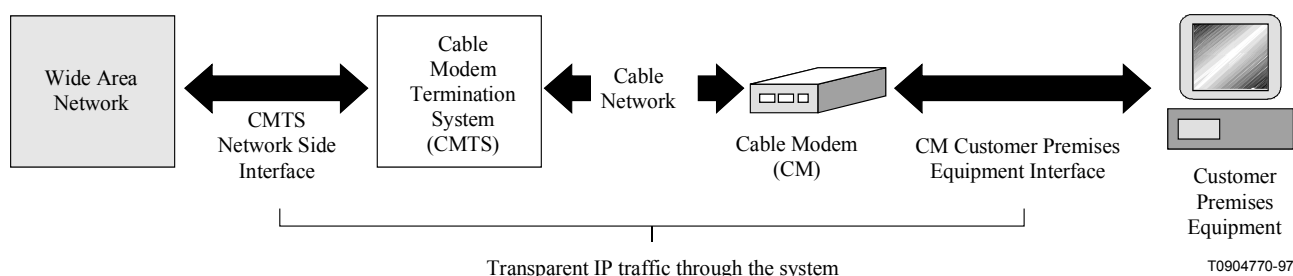 Wide Area
Network
CMTS
Network Side
Interface
Cable
Modem
Termination
System
(CMTS)
Cable
Network
Cable Modem
(CM)
CM Customer Premises
Equipment Interface
Customer
Premises
Equipment
Transparent IP traffic through the system
T0904770-97